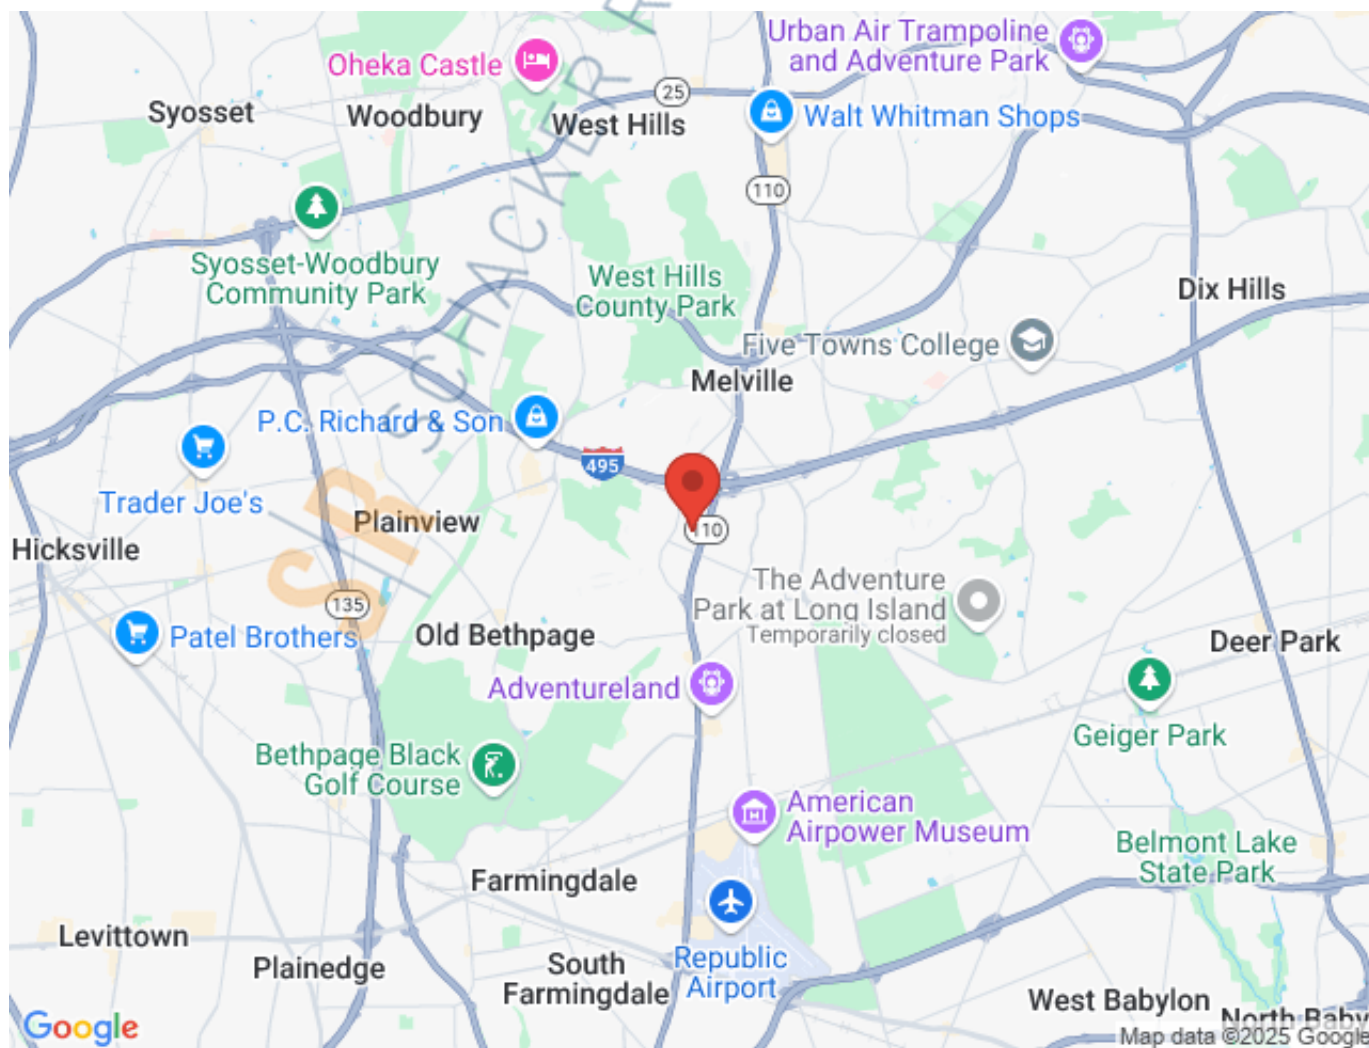 Urban Air Trampoline
and Adventure Park
Oheka Castle
25
Syosset
Woodbury
West Hills
Walt Whitman Shops
110
Syosset-Woodbury
Community Park
West Hills
County Park
Dix Hills
Five Towns College
Melville
P.C. Richard & Son
495
Trader Joe's
Plainview
110
Hicksville
The Adventure
Park at Long Island
Temporarily closed
135
Patel Brothers
Old Bethpage
Deer Park
Adventureland
Geiger Park
Bethpage Black
Golf Course
American
Airpower Museum
Belmont Lake
State Park
Farmingdale
Levittown
Plainedge
South
Farmingdale
Republic
Airport
West Babylon
North Baby
Google
Map data ©2025 Google
SR
SCHACKER R